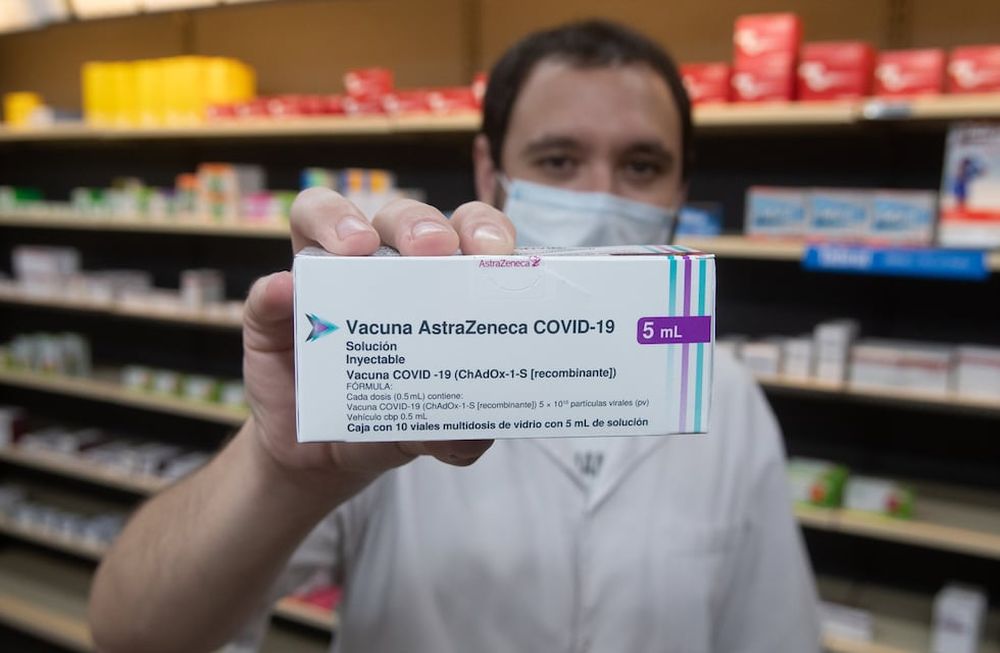 AstraZeneca
Vacuna AstraZeneca COVID-19
5 mL
Solución
Inyectable
Vacuna COVID -19 (ChAdOx-1-S [recombinante])
FÓRMULA:
Cada dosis (0.5 mL) contiene:
Vacuna COVID-19 (ChAdOx-1-S [recombinante]) 5 × 10¹⁰ partículas virales (pv)
Vehículo cbp 0.5 mL
Caja con 10 viales multidosis de vidrio con 5 mL de solución